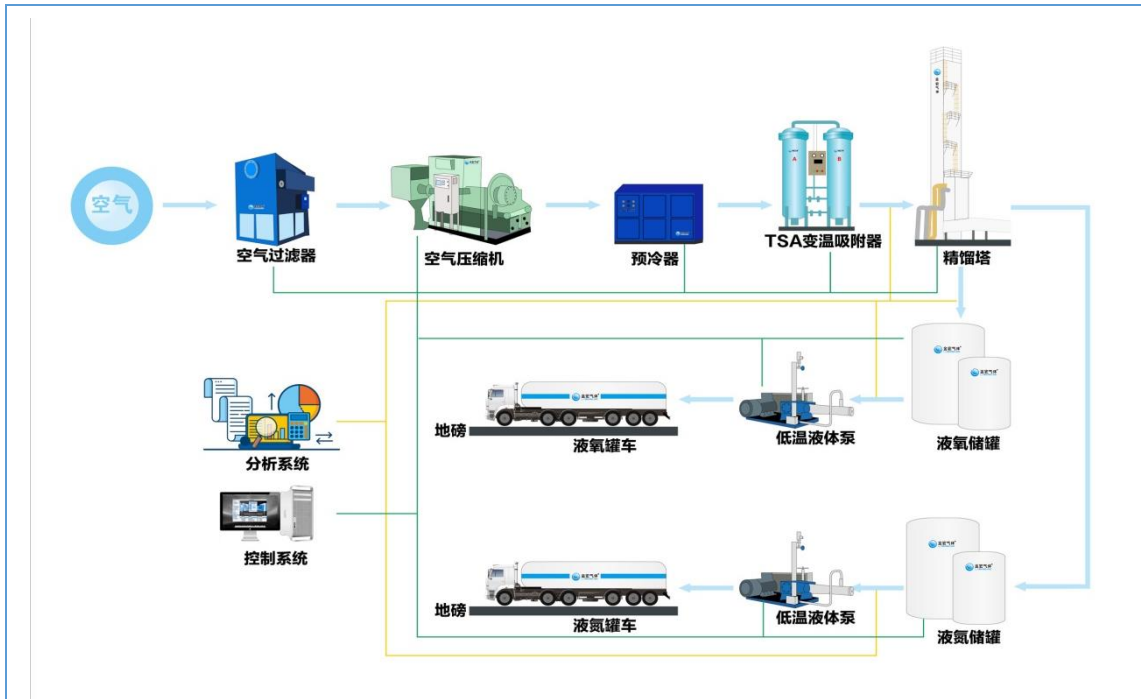 空气
空气过滤器
空气压缩机
预冷器
A
B
TSA变温吸附器
精馏塔
分析系统
地磅
液氧罐车
低温液体泵
液氧储罐
控制系统
地磅
液氮罐车
低温液体泵
液氮储罐